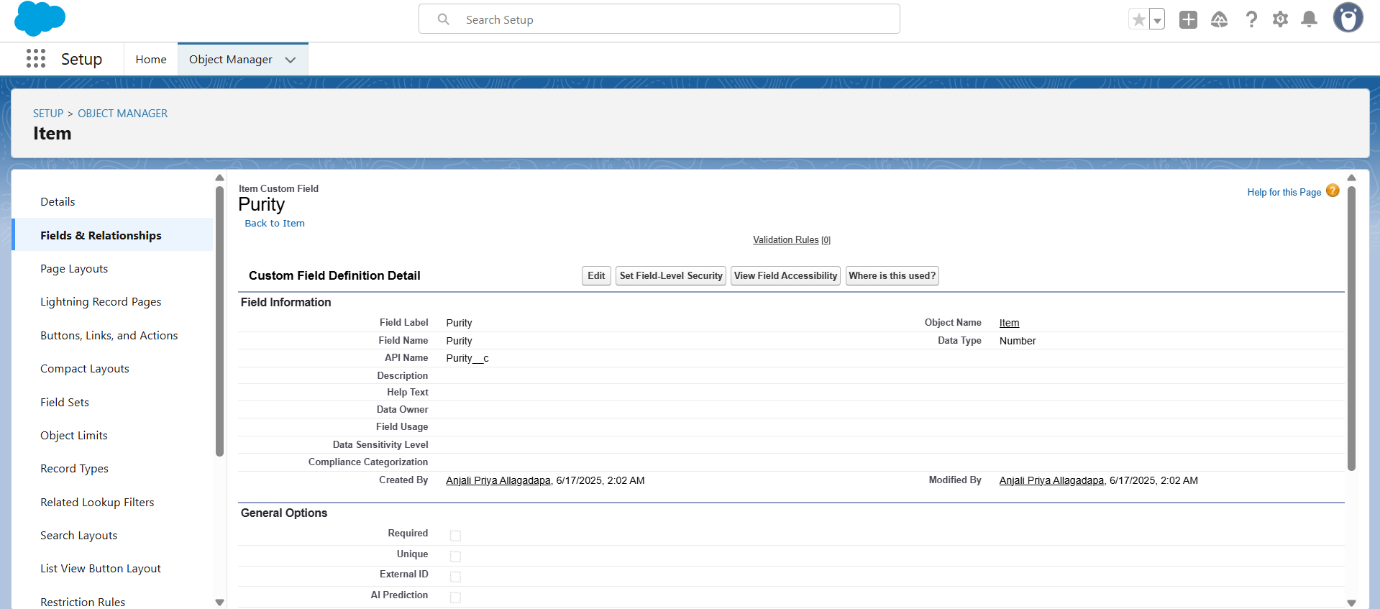 Search Setup
Setup
Home
Object Manager
SETUP > OBJECT MANAGER
Item
Details
Fields & Relationships
Page Layouts
Lightning Record Pages
Buttons, Links, and Actions
Compact Layouts
Field Sets
Object Limits
Record Types
Related Lookup Filters
Search Layouts
List View Button Layout
Restriction Rules
Item Custom Field
Purity
Back to Item
Help for this Page ?
Validation Rules [0]
Custom Field Definition Detail
Edit
Set Field-Level Security
View Field Accessibility
Where is this used?
Field Information
Field Label Purity Object Name Item
Field Name Purity Data Type Number
API Name Purity__c
Description
Help Text
Data Owner
Field Usage
Data Sensitivity Level
Compliance Categorization
Created By Anjali Priya Allagadapa, 6/17/2025, 2:02 AM Modified By Anjali Priya Allagadapa, 6/17/2025, 2:02 AM
General Options
Required
Unique
External ID
AI Prediction